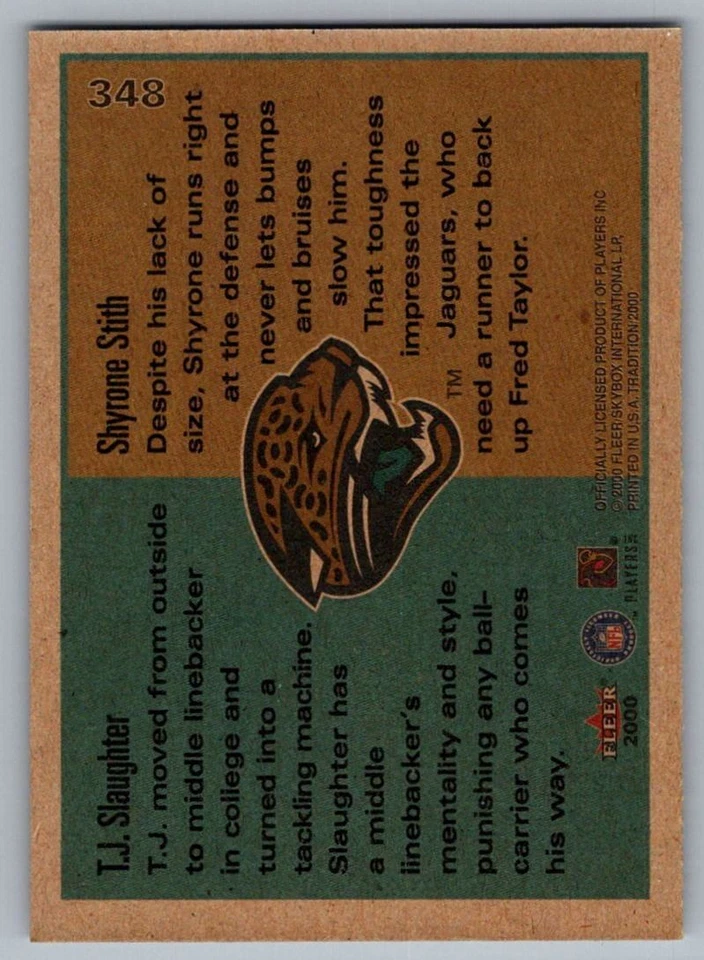 348
T.J. Slaughter
T.J. moved from outside
to middle linebacker
in college and
turned into a
tackling machine.
Slaughter has
a middle
linebacker's
mentality and style,
punishing any ball-
carrier who comes
his way.
Shyrone Stith
Despite his lack of
size, Shyrone runs right
at the defense and
never lets bumps
and bruises
slow him.
That toughness
impressed the
TM Jaguars, who
need a runner to back
up Fred Taylor.
FLEER
2000
NFL
PLAYERS INC
OFFICIALLY LICENSED PRODUCT OF PLAYERS INC
© 2000 FLEER/SKYBOX INTERNATIONAL LP,
PRINTED IN U.S.A. TRADITION/2000